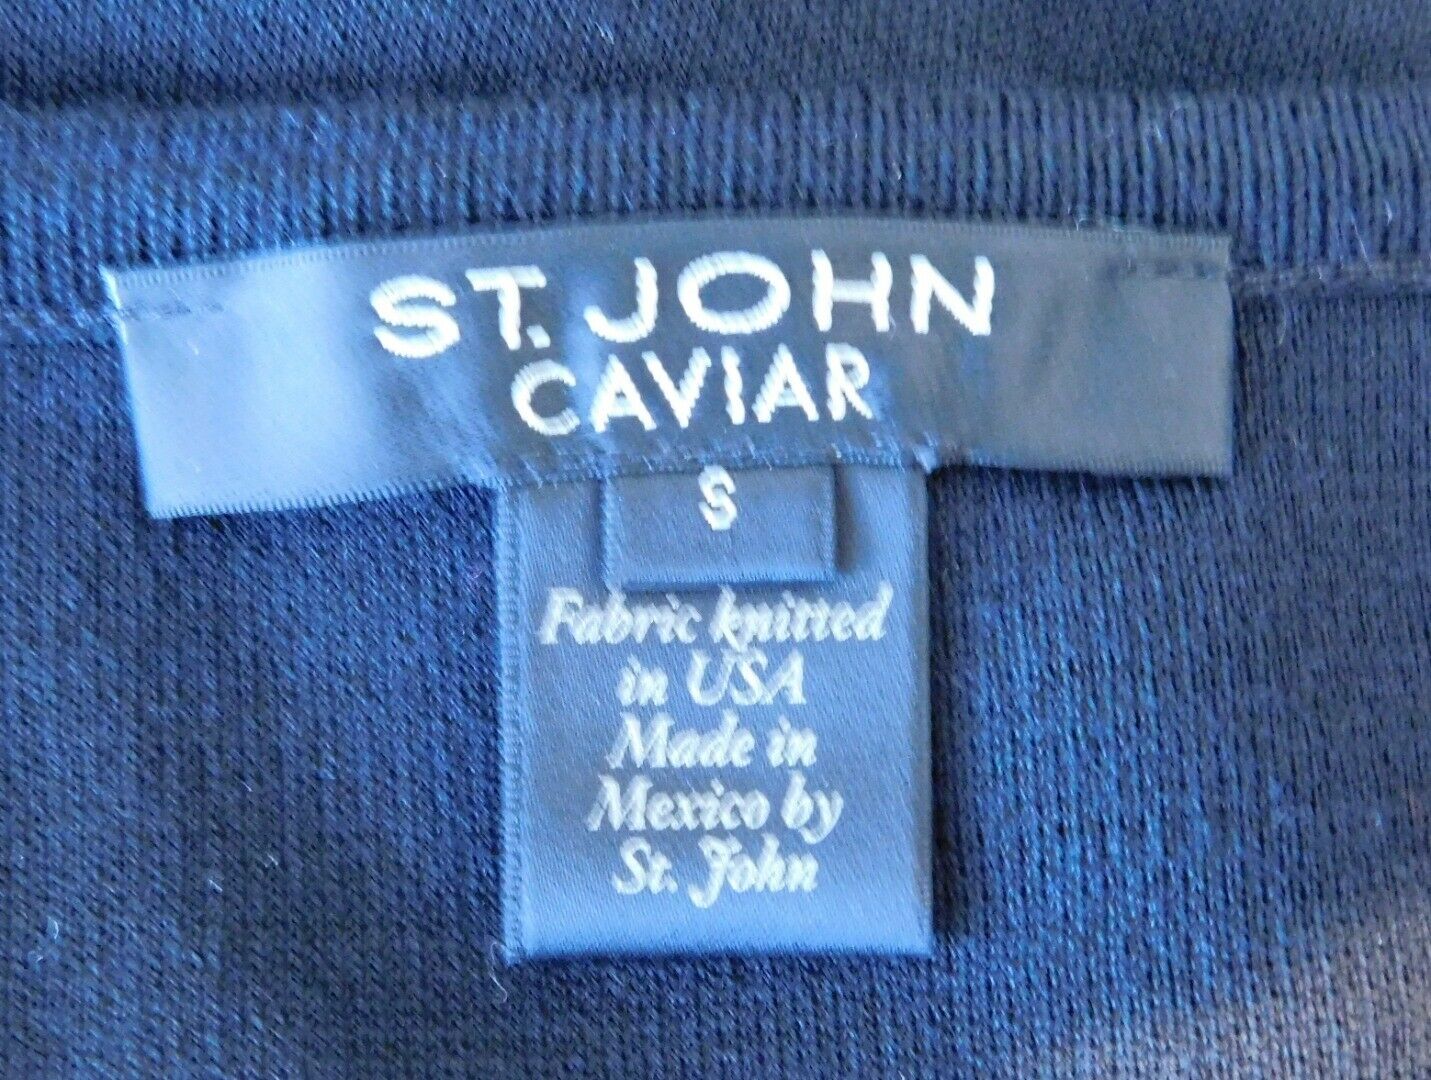 ST. JOHN
CAVIAR
S
Fabric knitted
in USA
Made in
Mexico by
St. John